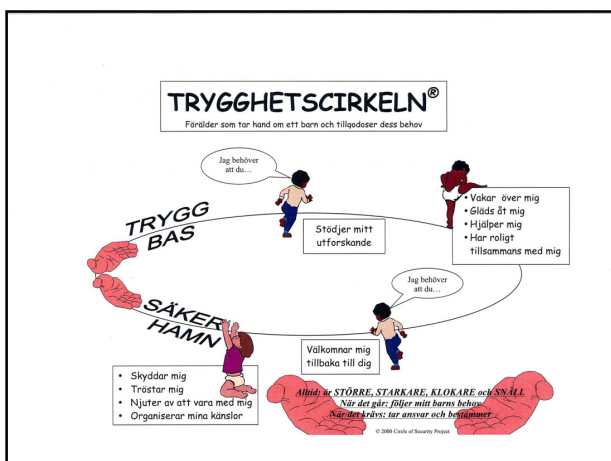 TRYGGHETSCIRKELN®
Förälder som tar hand om ett barn och tillgodoser dess behov
Jag behöver
att du...
TRYGG
BAS
Stödjer mitt
utforskande
• Vakar över mig
• Gläds åt mig
• Hjälper mig
• Har roligt
tillsammans med mig
Jag behöver
att du...
SÄKER
HAMN
Välkomnar mig
tillbaka till dig
• Skyddar mig
• Tröstar mig
• Njuter av att vara med mig
• Organiserar mina känslor
Alltid: är STÖRRE, STARKARE, KLOKARE och SNÄLL
När det går: följer mitt barns behov
När det krävs: tar ansvar och bestämmer
© 2000 Circle of Security Project